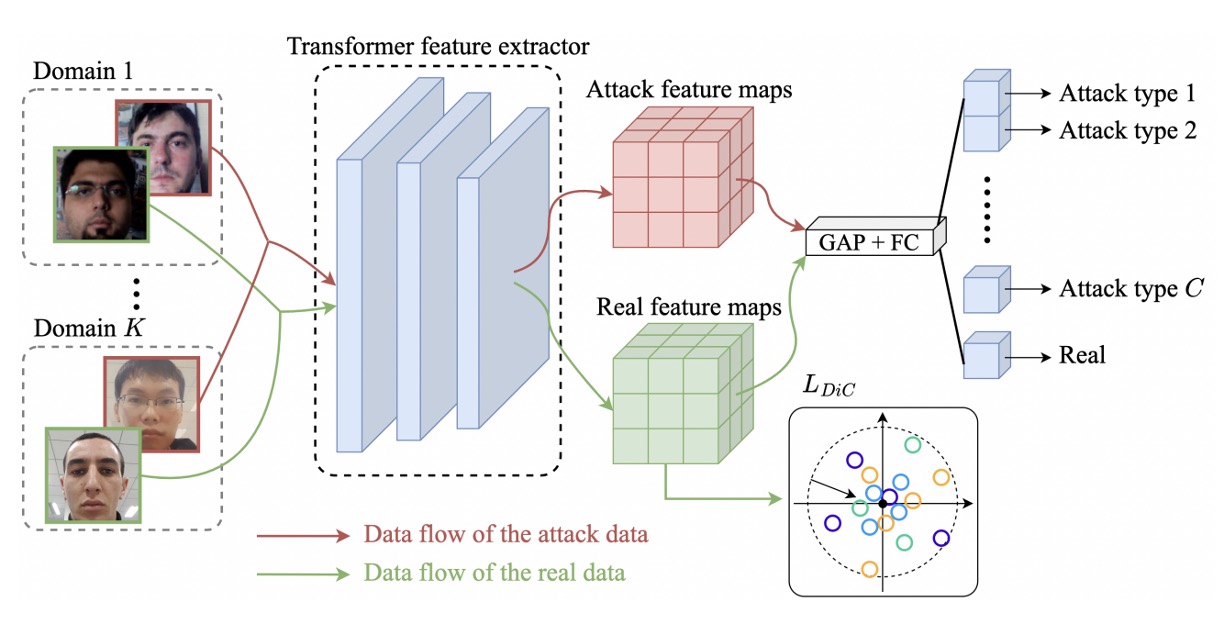 Transformer feature extractor
Domain 1
Attack feature maps
Attack type 1
Attack type 2
GAP + FC
Attack type C
Real feature maps
Domain K
Real
L_{DiC}
Data flow of the attack data
Data flow of the real data